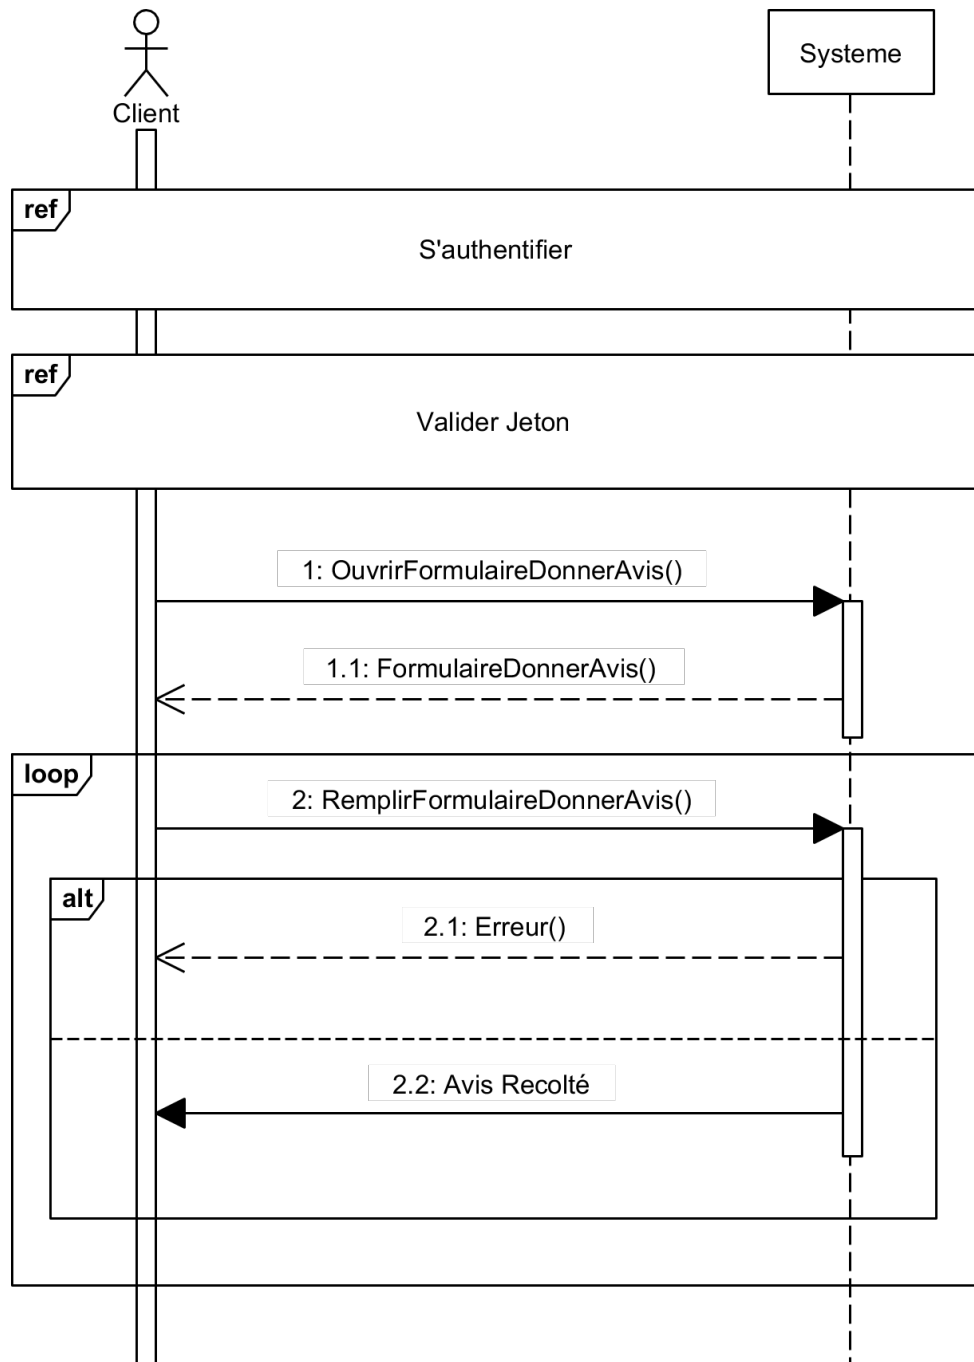 Client
Systeme
ref
S'authentifier
ref
Valider Jeton
1: OuvrirFormulaireDonnerAvis()
1.1: FormulaireDonnerAvis()
loop
2: RemplirFormulaireDonnerAvis()
alt
2.1: Erreur()
2.2: Avis Recolté